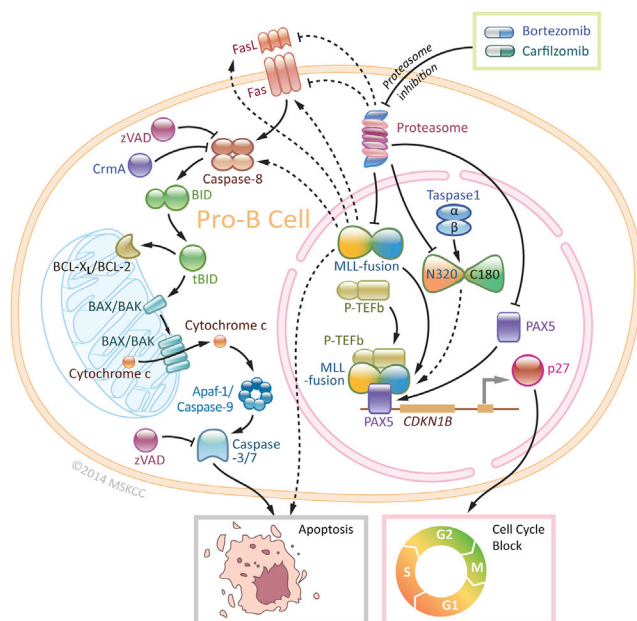 Bortezomib
Carfilzomib
FasL
Fas
Proteasome
inhibition
Proteasome
zVAD
CrmA
Caspase-8
BID
Pro-B Cell
Taspase1
α
β
MLL-fusion
N320
C180
BCL-XL/BCL-2
tBID
P-TEFb
BAX/BAK
PAX5
BAX/BAK
Cytochrome c
P-TEFb
MLL
-fusion
p27
Cytochrome c
Apaf-1/
Caspase-9
PAX5
CDKN1B
zVAD
Caspase
-3/7
©2014 MSKCC
Apoptosis
Cell Cycle
Block
G2
S
M
G1